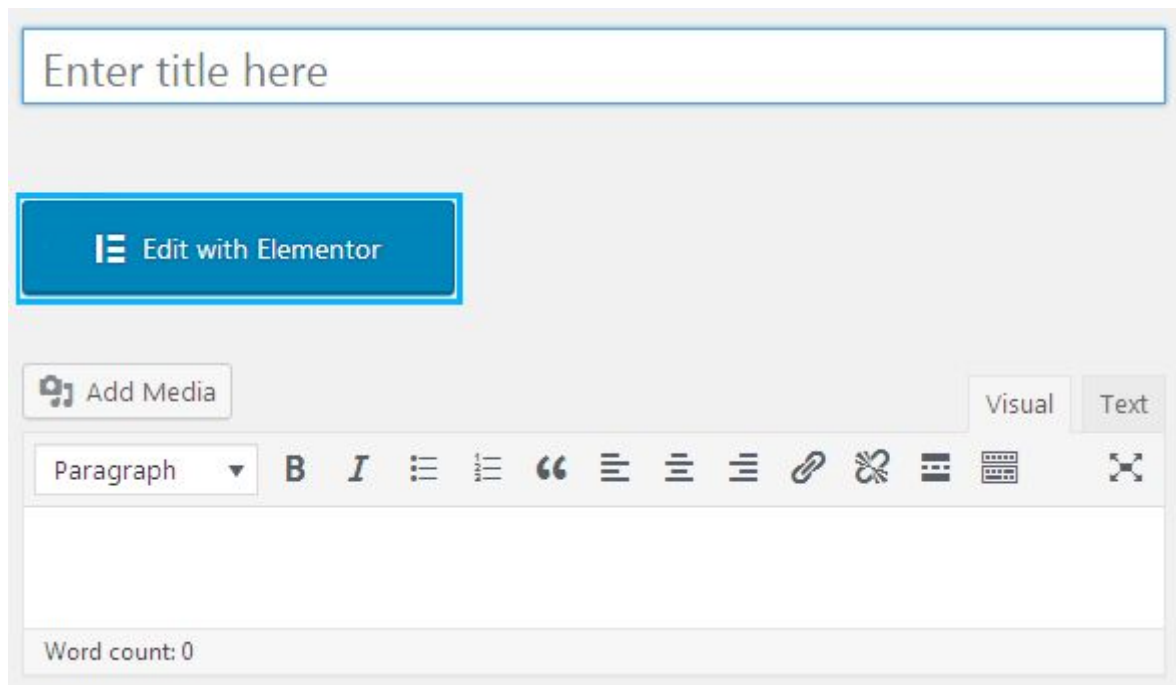 Enter title here
Edit with Elementor
Add Media
Visual Text
Paragraph B I
Word count: 0